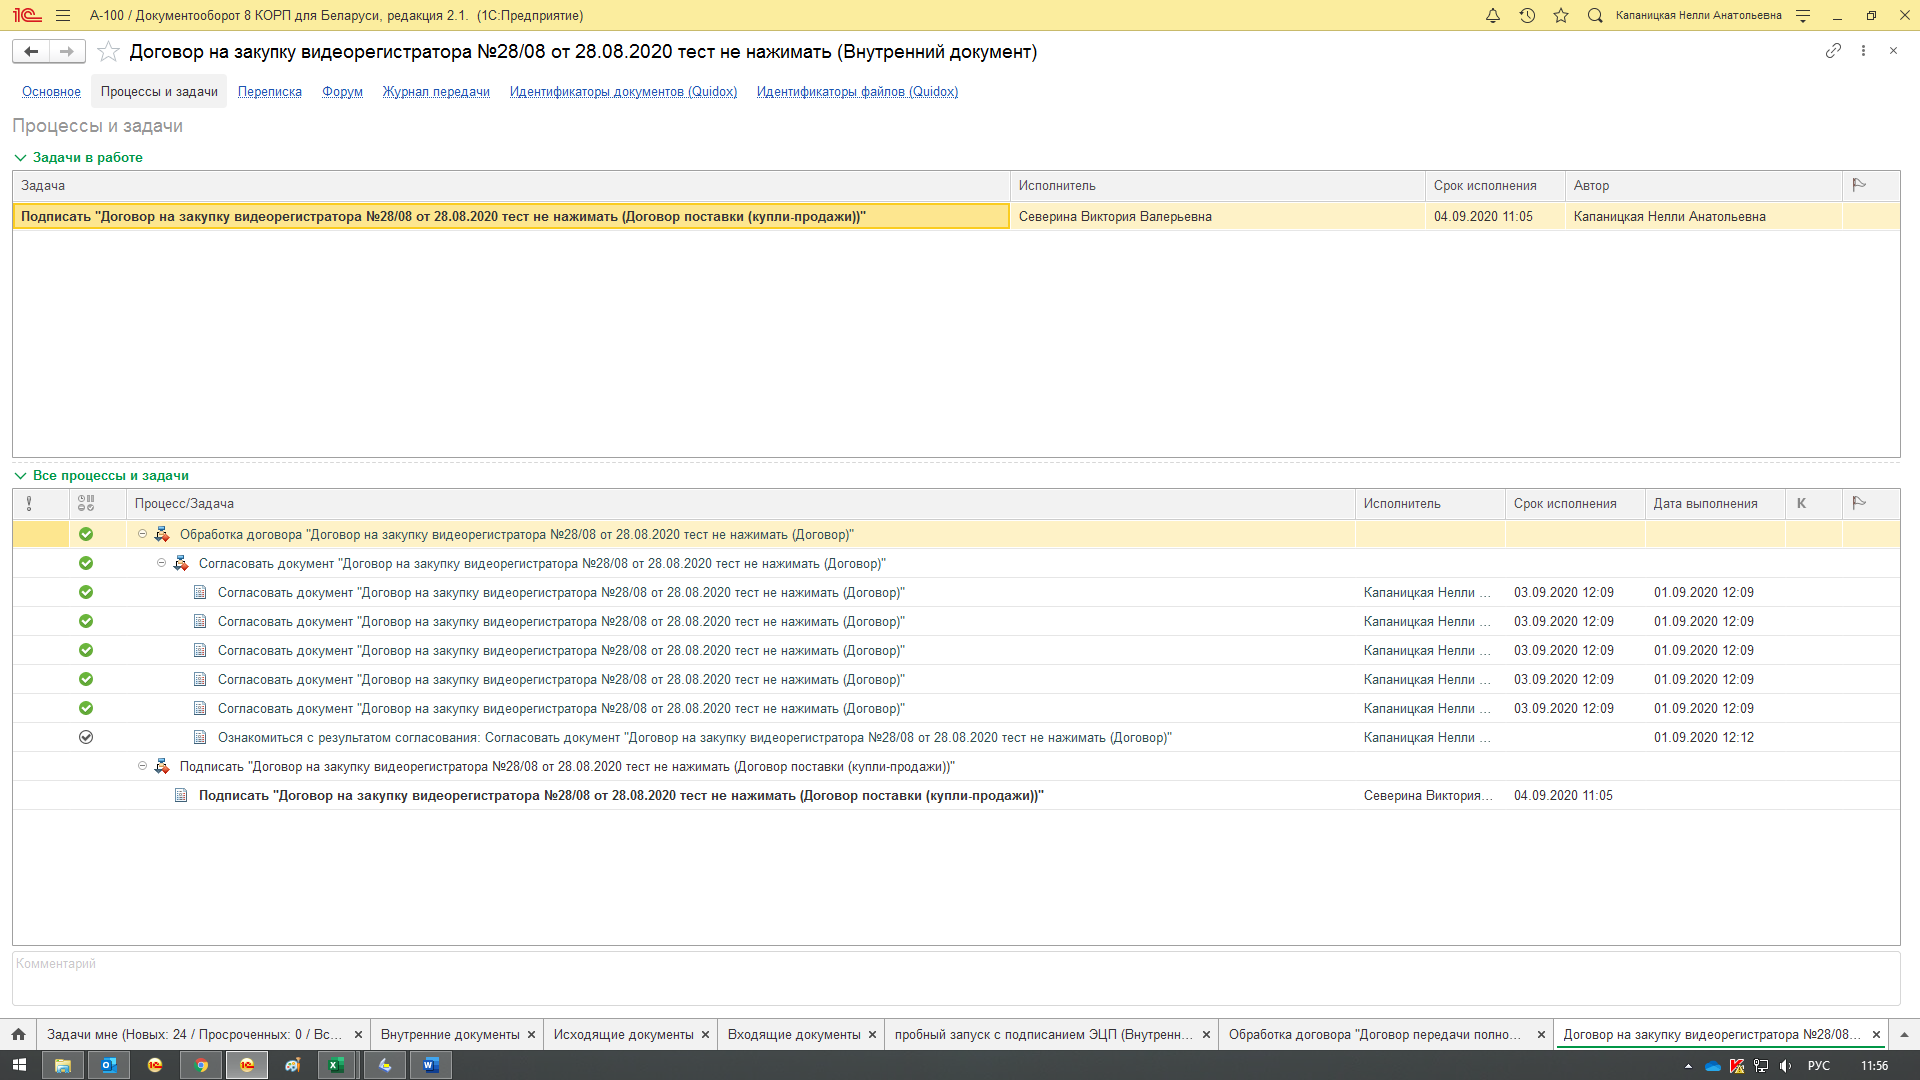 А-100 / Документооборот 8 КОРП для Беларуси, редакция 2.1. (1С:Предприятие)
Капаницкая Нелли Анатольевна
Договор на закупку видеорегистратора №28/08 от 28.08.2020 тест не нажимать (Внутренний документ)
Основное Процессы и задачи Переписка Форум Журнал передачи Идентификаторы документов (Quidox) Идентификаторы файлов (Quidox)
Процессы и задачи
Задачи в работе
Задача Исполнитель Срок исполнения Автор
Подписать "Договор на закупку видеорегистратора №28/08 от 28.08.2020 тест не нажимать (Договор поставки (купли-продажи))" Северина Виктория Валерьевна 04.09.2020 11:05 Капаницкая Нелли Анатольевна
Все процессы и задачи
Процесс/Задача Исполнитель Срок исполнения Дата выполнения К
Обработка договора "Договор на закупку видеорегистратора №28/08 от 28.08.2020 тест не нажимать (Договор)"
Согласовать документ "Договор на закупку видеорегистратора №28/08 от 28.08.2020 тест не нажимать (Договор)"
Согласовать документ "Договор на закупку видеорегистратора №28/08 от 28.08.2020 тест не нажимать (Договор)" Капаницкая Нелли ... 03.09.2020 12:09 01.09.2020 12:09
Согласовать документ "Договор на закупку видеорегистратора №28/08 от 28.08.2020 тест не нажимать (Договор)" Капаницкая Нелли ... 03.09.2020 12:09 01.09.2020 12:09
Согласовать документ "Договор на закупку видеорегистратора №28/08 от 28.08.2020 тест не нажимать (Договор)" Капаницкая Нелли ... 03.09.2020 12:09 01.09.2020 12:09
Согласовать документ "Договор на закупку видеорегистратора №28/08 от 28.08.2020 тест не нажимать (Договор)" Капаницкая Нелли ... 03.09.2020 12:09 01.09.2020 12:09
Согласовать документ "Договор на закупку видеорегистратора №28/08 от 28.08.2020 тест не нажимать (Договор)" Капаницкая Нелли ... 03.09.2020 12:09 01.09.2020 12:09
Ознакомиться с результатом согласования: Согласовать документ "Договор на закупку видеорегистратора №28/08 от 28.08.2020 тест не нажимать (Договор)" Капаницкая Нелли ... 01.09.2020 12:12
Подписать "Договор на закупку видеорегистратора №28/08 от 28.08.2020 тест не нажимать (Договор поставки (купли-продажи))"
Подписать "Договор на закупку видеорегистратора №28/08 от 28.08.2020 тест не нажимать (Договор поставки (купли-продажи))" Северина Виктория... 04.09.2020 11:05
Комментарий
Задачи мне (Новых: 24 / Просроченных: 0 / Вс... Внутренние документы Исходящие документы Входящие документы пробный запуск с подписанием ЭЦП (Внутренн... Обработка договора "Договор передачи полно... Договор на закупку видеорегистратора №28/08...
РУС 11:56